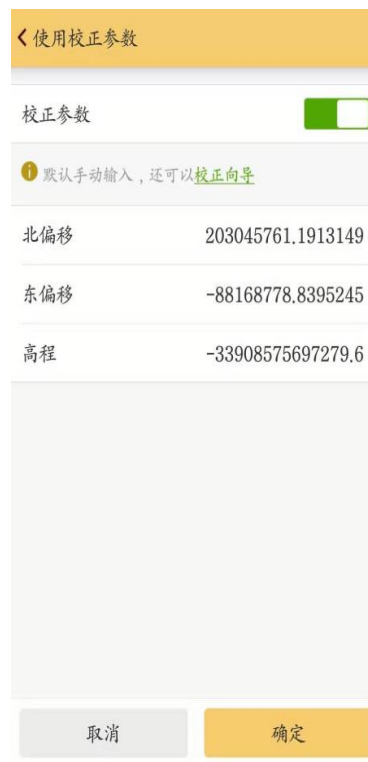 使用校正参数
校正参数
默认手动输入，还可以校正向导
北偏移 203045761.1913149
东偏移 -88168778.8395245
高程 -33908575697279.6
取消 确定